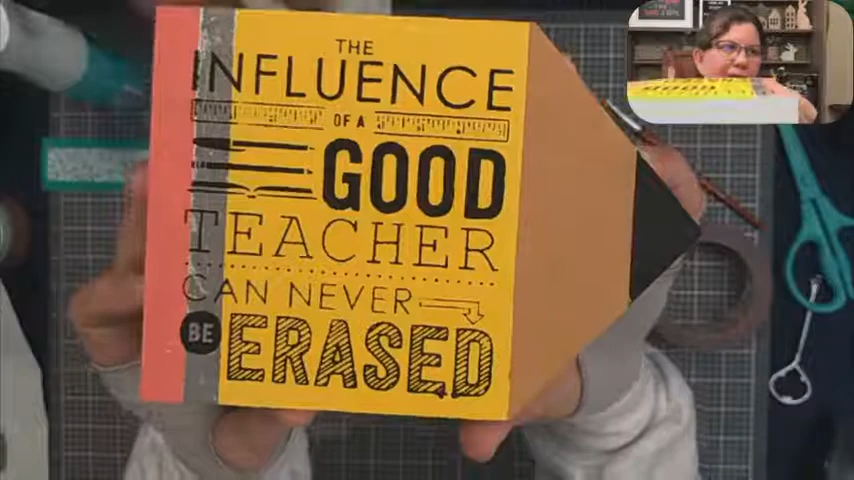 THE
INFLUENCE
OF A
GOOD
TEACHER
CAN NEVER
BE
ERASED